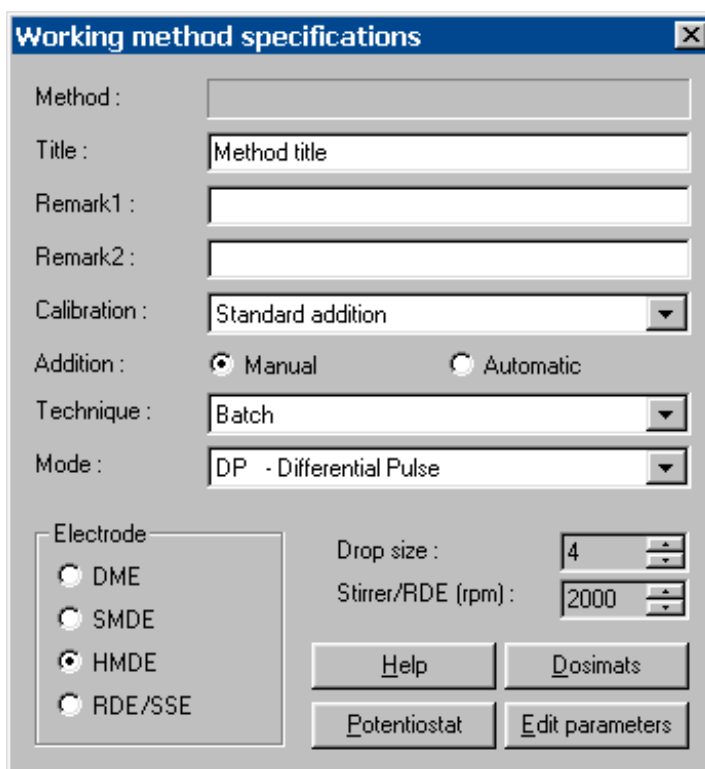 Working method specifications
Method :
Title : Method title
Remark1 :
Remark2 :
Calibration : Standard addition
Addition : Manual Automatic
Technique : Batch
Mode : DP - Differential Pulse
Electrode
DME
SMDE
HMDE
RDE/SSE
Drop size : 4
Stirrer/RDE (rpm) : 2000
Help Dosimats
Potentiostat Edit parameters